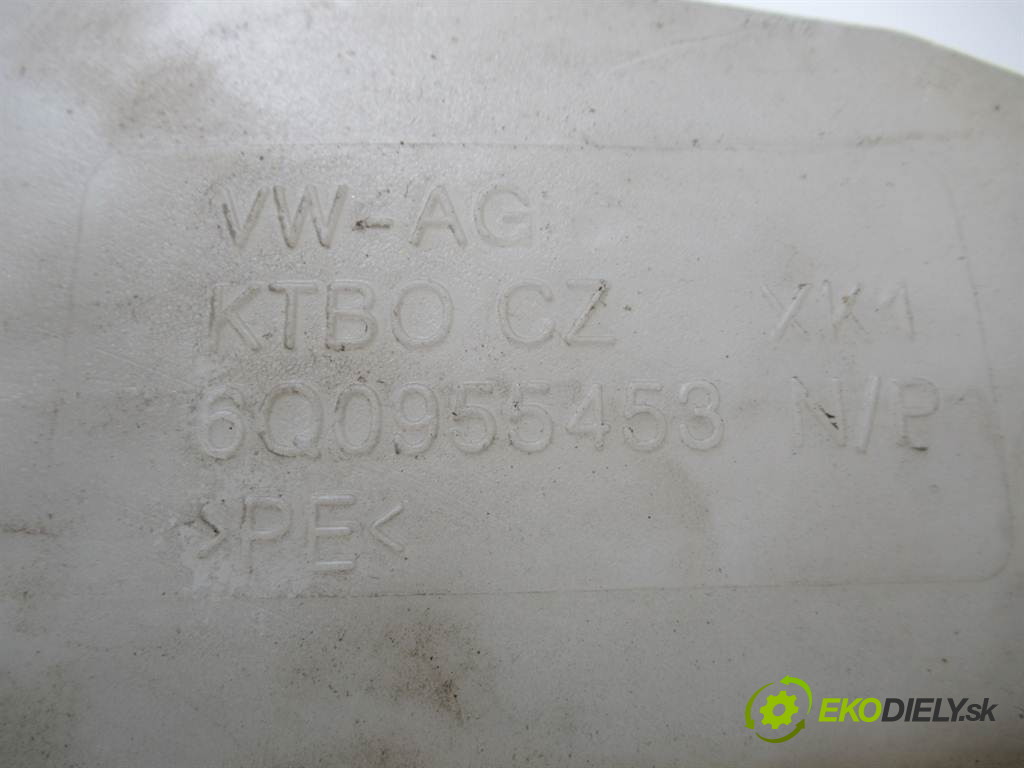 VW-AG
KTBO CZ XK1
6Q0955453 N/P
>PE<
EKODIELY.sk